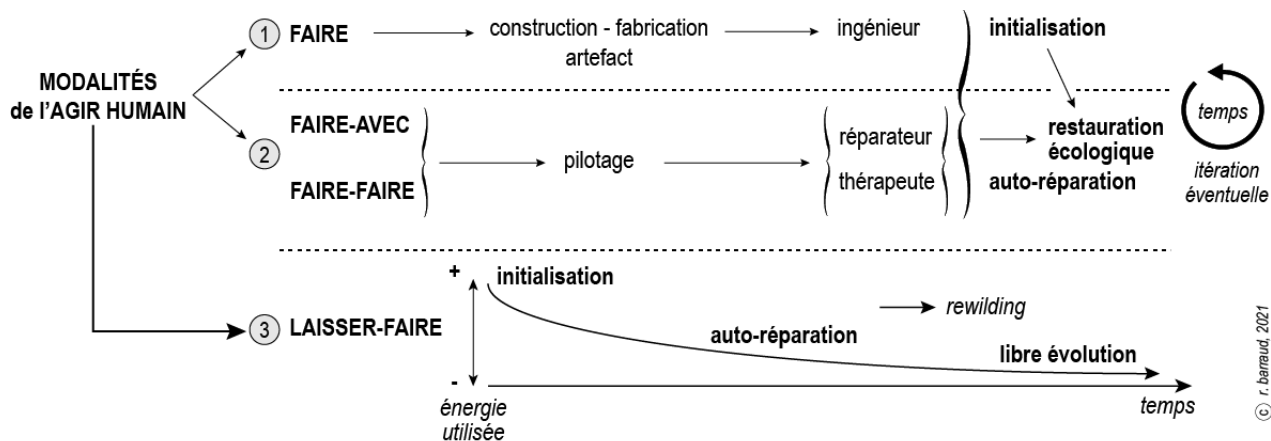 MODALITÉS
de l'AGIR HUMAIN
1 FAIRE
construction - fabrication
artefact
ingénieur
initialisation
2
FAIRE-AVEC
FAIRE-FAIRE
pilotage
réparateur
thérapeute
restauration
écologique
auto-réparation
temps
itération
éventuelle
3 LAISSER-FAIRE
+
-
énergie
utilisée
initialisation
auto-réparation
rewilding
libre évolution
temps
© r. barraud, 2021